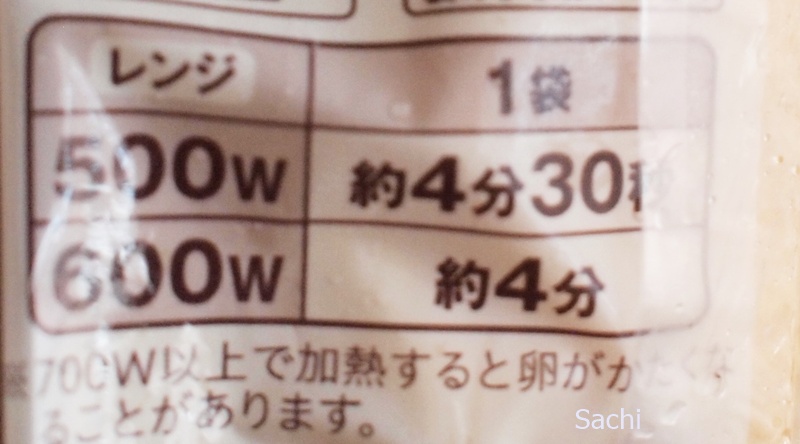 レンジ 1袋
500W 約4分30秒
600W 約4分
※700W以上で加熱すると卵がかたくな
ることがあります。
Sachi